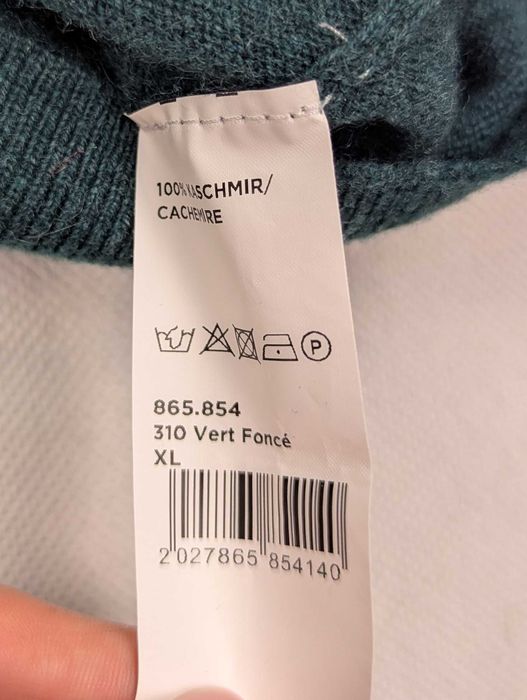 100% KASCHMIR/
CACHEMIRE
P
865.854
310 Vert Foncé
XL
2 027865 854140